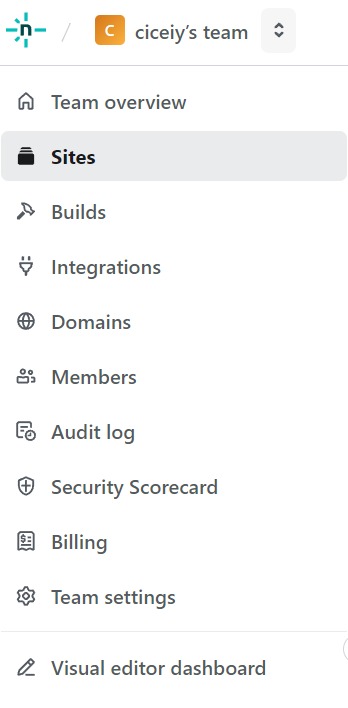 n / C ciceiy’s team
Team overview
Sites
Builds
Integrations
Domains
Members
Audit log
Security Scorecard
Billing
Team settings
Visual editor dashboard